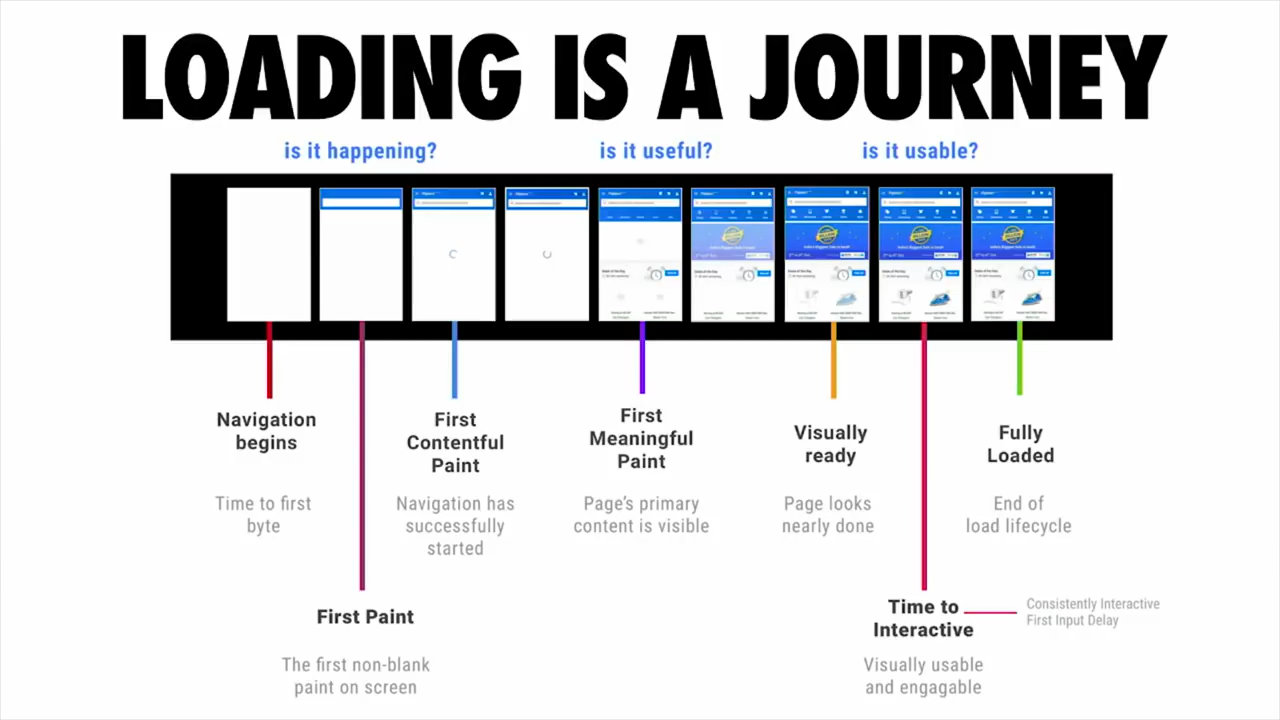 LOADING IS A JOURNEY
is it happening?
is it useful?
is it usable?
Navigation
begins
Time to first
byte
First Paint
The first non-blank
paint on screen
First
Contentful
Paint
Navigation has
successfully
started
First
Meaningful
Paint
Page's primary
content is visible
Visually
ready
Page looks
nearly done
Time to
Interactive
Visually usable
and engagable
Consistently Interactive
First Input Delay
Fully
Loaded
End of
load lifecycle